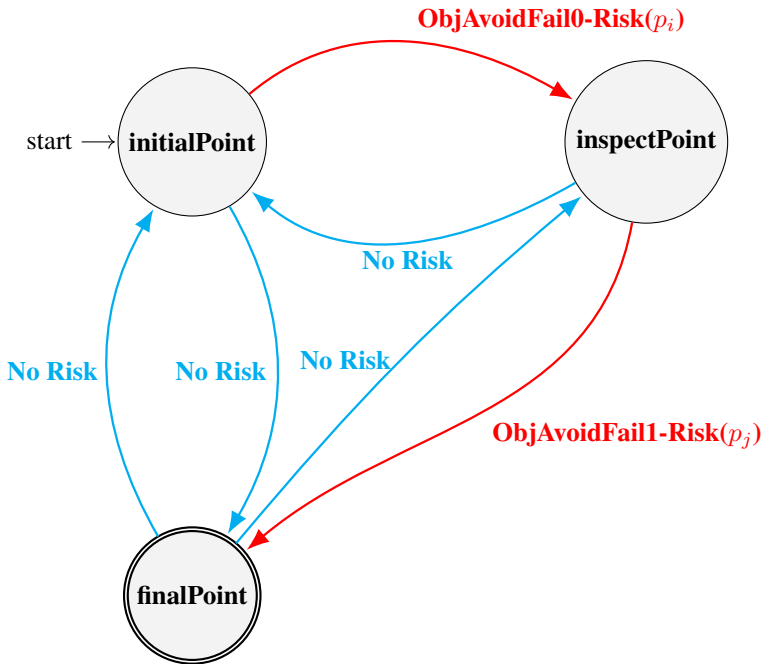 ObjAvoidFail0-Risk(p_i)
start
initialPoint
inspectPoint
No Risk
No Risk
No Risk
No Risk
ObjAvoidFail1-Risk(p_j)
finalPoint